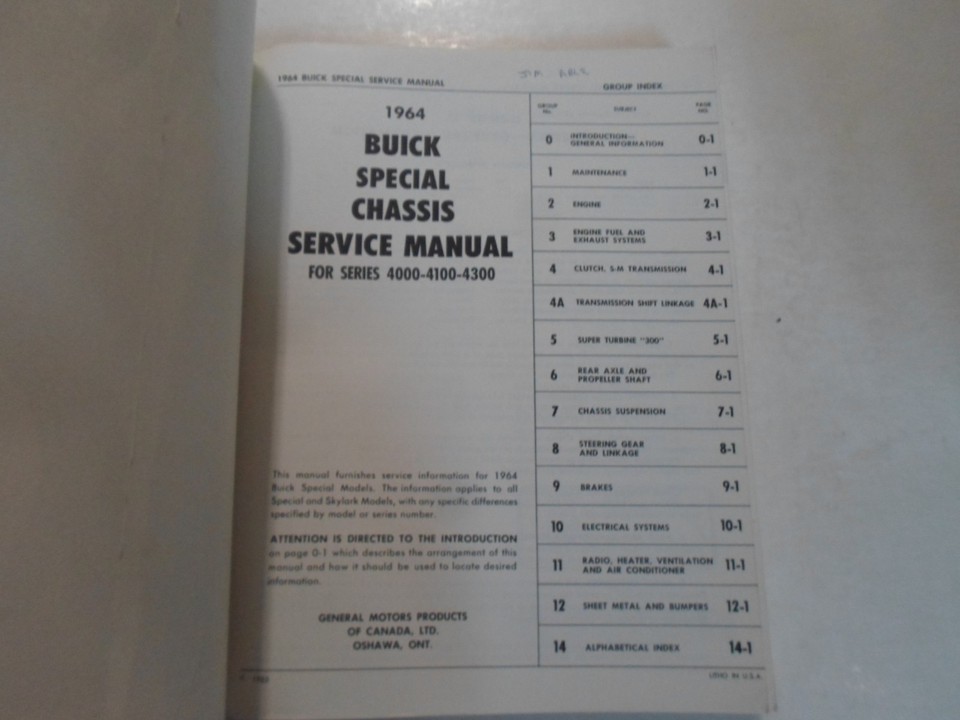 1964 BUICK SPECIAL SERVICE MANUAL
1964
BUICK
SPECIAL
CHASSIS
SERVICE MANUAL
FOR SERIES 4000-4100-4300
This manual furnishes service information for 1964
Buick Special Models. The information applies to all
Special and Skylark Models, with any specific differences
specified by model or series number.
ATTENTION IS DIRECTED TO THE INTRODUCTION
on page 0-1 which describes the arrangement of this
manual and how it should be used to locate desired
information.
GENERAL MOTORS PRODUCTS
OF CANADA, LTD.
OSHAWA, ONT.
GROUP INDEX
GROUP No. SUBJECT PAGE NO.
0 INTRODUCTION— GENERAL INFORMATION 0-1
1 MAINTENANCE 1-1
2 ENGINE 2-1
3 ENGINE FUEL AND EXHAUST SYSTEMS 3-1
4 CLUTCH, S-M TRANSMISSION 4-1
4A TRANSMISSION SHIFT LINKAGE 4A-1
5 SUPER TURBINE "300" 5-1
6 REAR AXLE AND PROPELLER SHAFT 6-1
7 CHASSIS SUSPENSION 7-1
8 STEERING GEAR AND LINKAGE 8-1
9 BRAKES 9-1
10 ELECTRICAL SYSTEMS 10-1
11 RADIO, HEATER, VENTILATION AND AIR CONDITIONER 11-1
12 SHEET METAL AND BUMPERS 12-1
14 ALPHABETICAL INDEX 14-1
LITHO IN U.S.A.